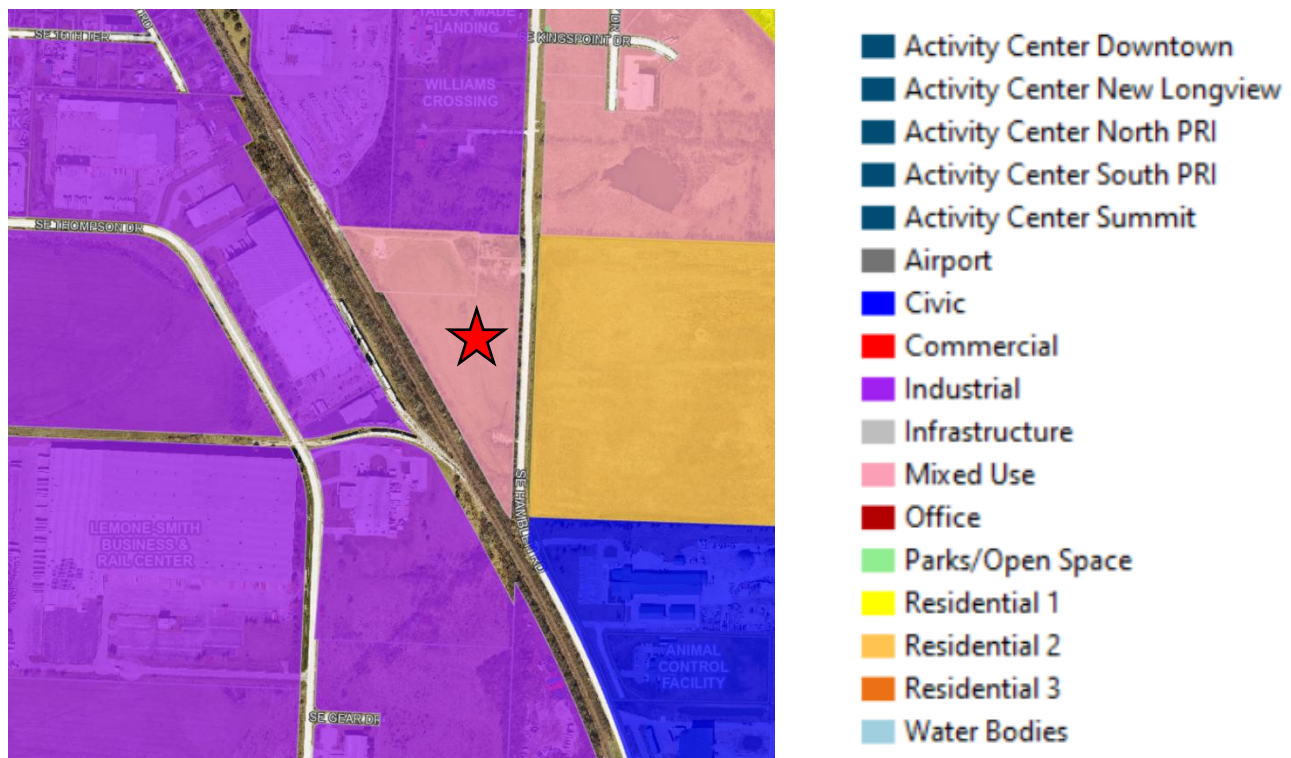 TAILOR MADE
LANDING
SE 16TH TER
SE KINGSPOINT DR
WILLIAMS
CROSSING
SE THOMPSON DR
LEMONE SMITH
BUSINESS &
RAIL CENTER
ANIMAL
CONTROL
FACILITY
SE GEAR DR
Activity Center Downtown
Activity Center New Longview
Activity Center North PRI
Activity Center South PRI
Activity Center Summit
Airport
Civic
Commercial
Industrial
Infrastructure
Mixed Use
Office
Parks/Open Space
Residential 1
Residential 2
Residential 3
Water Bodies